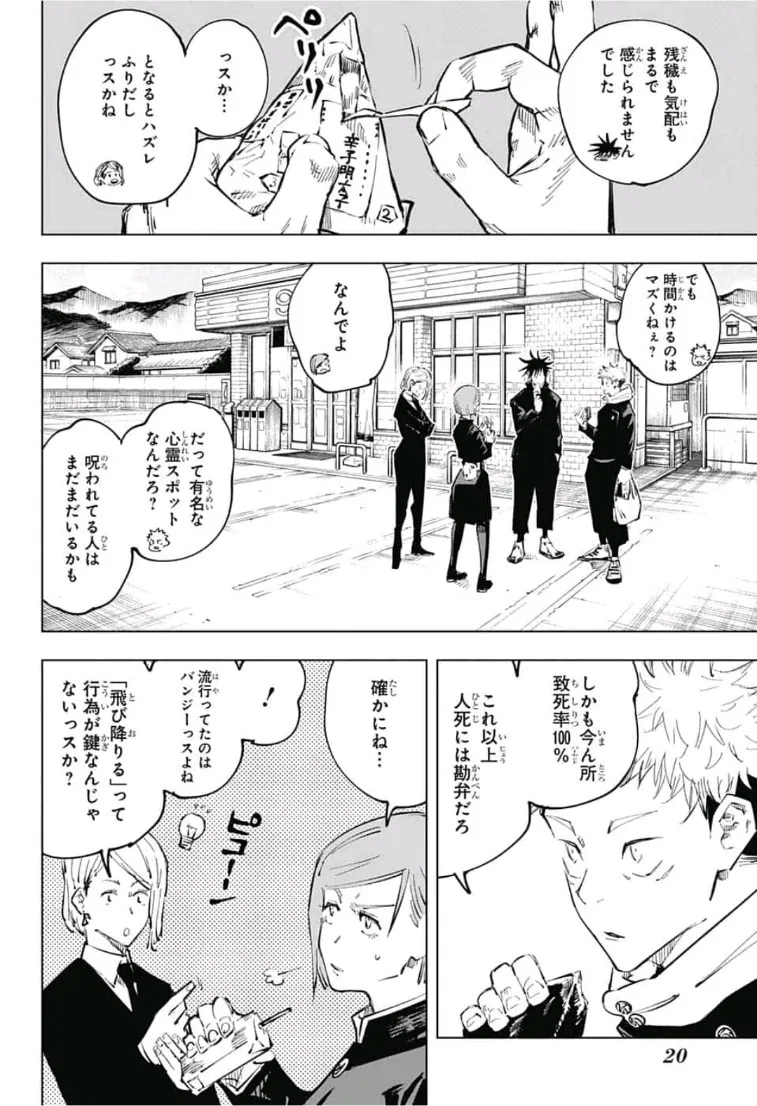 残穢も気配も
まるで
感じられません
でした
ペリリ
辛子明太子
2
っスか…
となるとハズレ
ふりだし
っスかね
でも
時間かけるのは
マズくねぇ?
なんでよ
だって有名な
心霊スポット
なんだろ?
呪われてる人は
まだまだいるかも
しかも今ん所
致死率100%
これ以上
人死には勘弁だろ
確かにね…
!
流行ってたのは
バンジーっスよね
「飛び降りる」って
行為が鍵なんじゃ
ないっスか?
ピコーン!
20